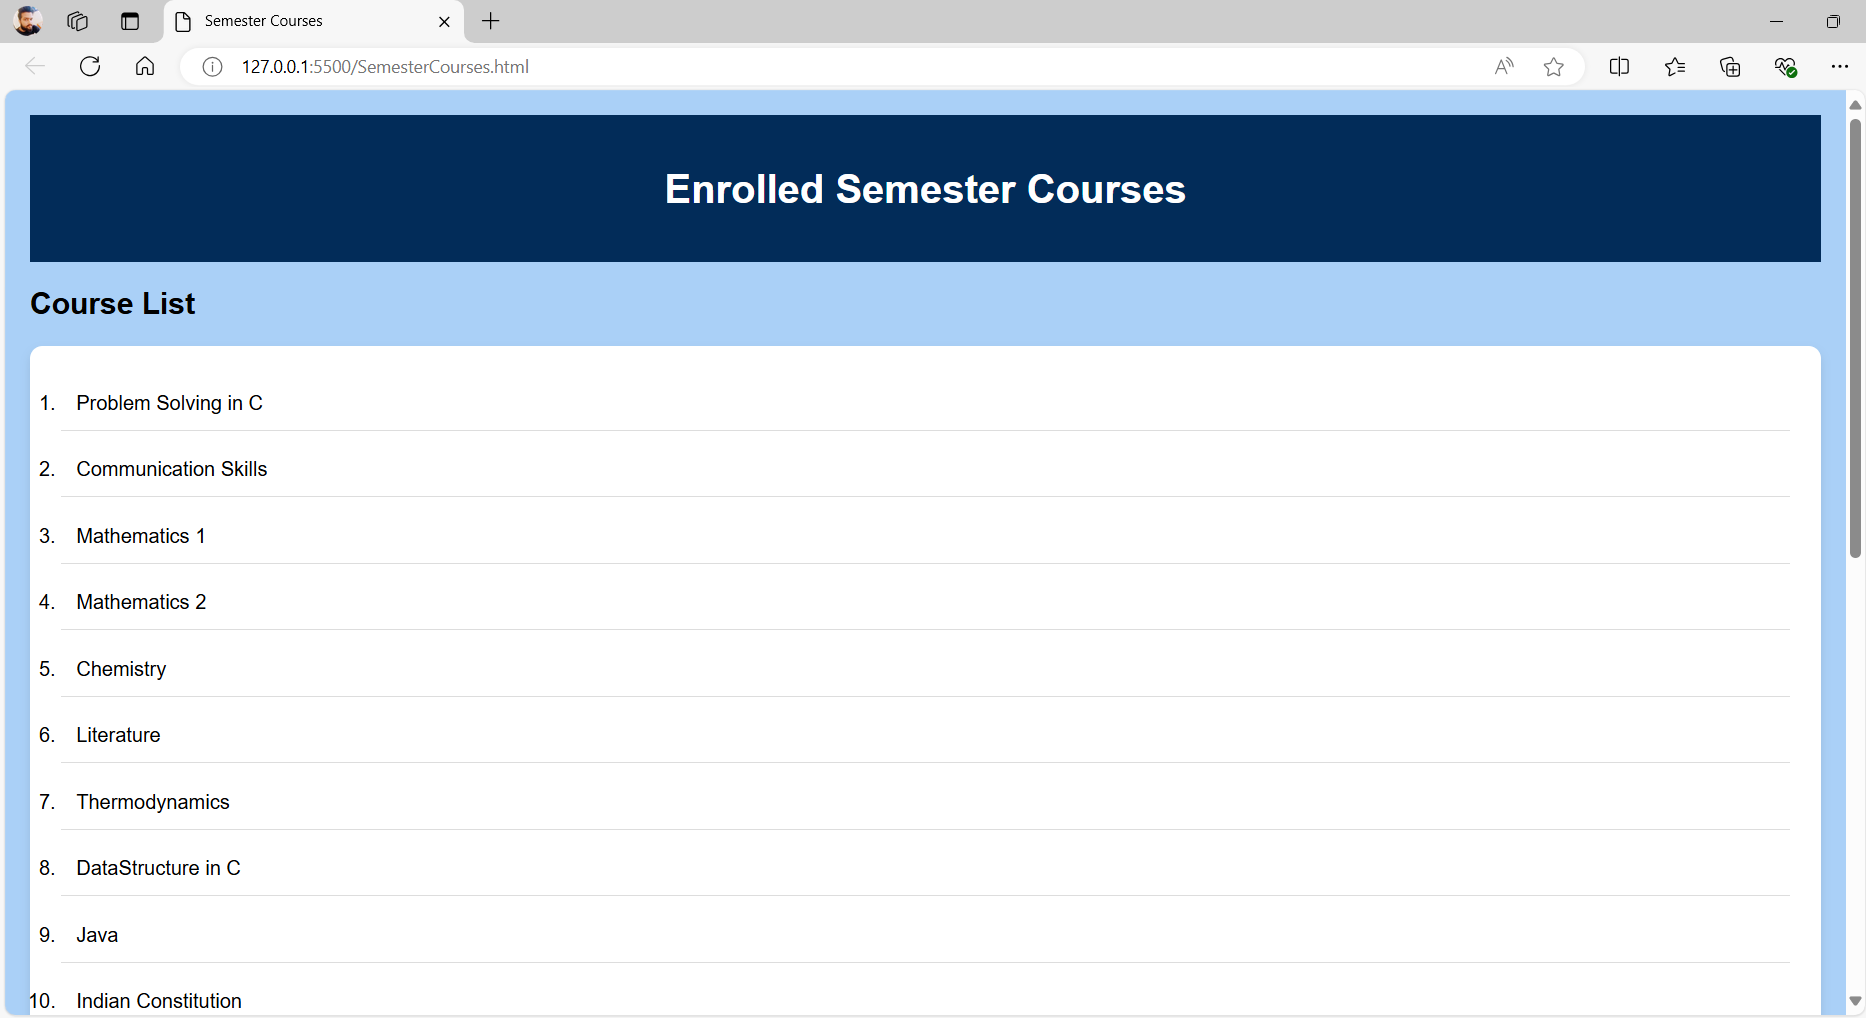 Semester Courses
127.0.0.1:5500/SemesterCourses.html
Enrolled Semester Courses
Course List
1. Problem Solving in C
2. Communication Skills
3. Mathematics 1
4. Mathematics 2
5. Chemistry
6. Literature
7. Thermodynamics
8. DataStructure in C
9. Java
10. Indian Constitution